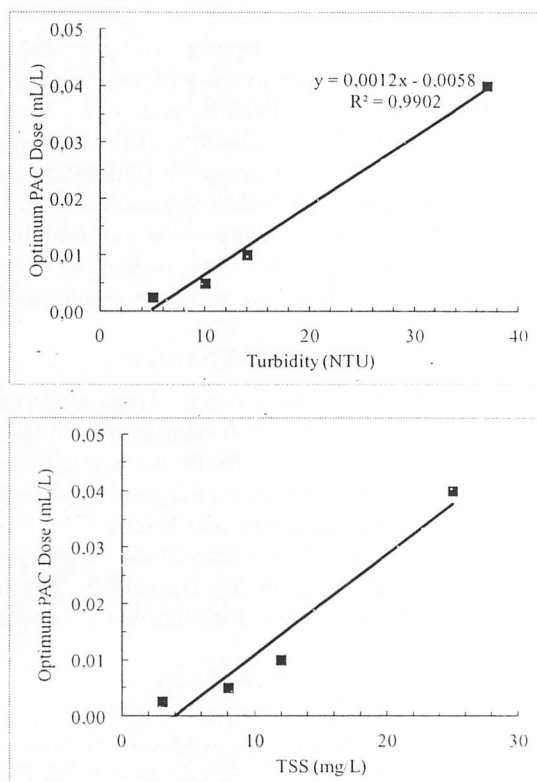 0,05
0,04
0,03
0,02
0,01
0,00
Optimum PAC Dose (mL/L)
y = 0,0012x - 0,0058
R² = 0,9902
0 10 20 30 40
Turbidity (NTU)
0.05
0.04
0.03
0.02
0.01
0.00
Optimum PAC Dose (mL/L)
0 10 20 30
TSS (mg/L)